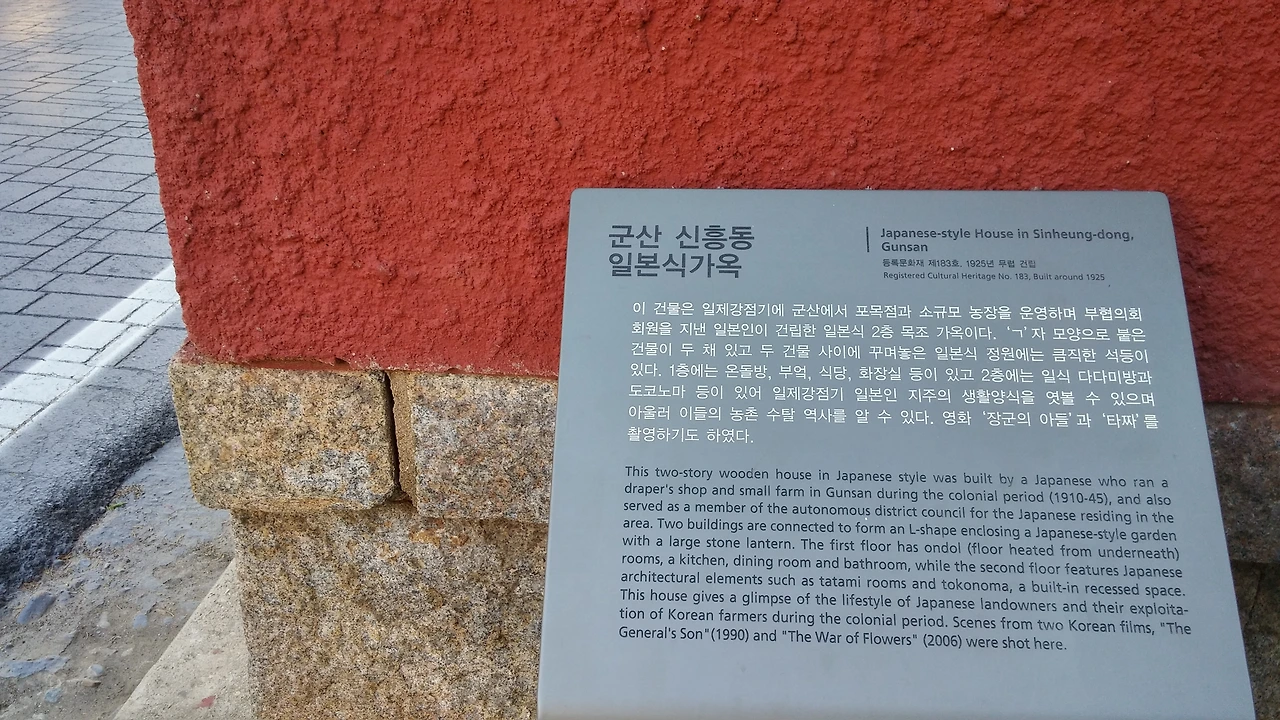 군산 신흥동
일본식가옥
Japanese-style House in Sinheung-dong,
Gunsan
등록문화재 제183호, 1925년 무렵 건립
Registered Cultural Heritage No. 183, Built around 1925
이 건물은 일제강점기에 군산에서 포목점과 소규모 농장을 운영하며 부협의회
회원을 지낸 일본인이 건립한 일본식 2층 목조 가옥이다. ‘ㄱ’자 모양으로 붙은
건물이 두 채 있고 두 건물 사이에 꾸며놓은 일본식 정원에는 큼직한 석등이
있다. 1층에는 온돌방, 부엌, 식당, 화장실 등이 있고 2층에는 일식 다다미방과
도코노마 등이 있어 일제강점기 일본인 지주의 생활양식을 엿볼 수 있으며
아울러 이들의 농촌 수탈 역사를 알 수 있다. 영화 ‘장군의 아들’과 ‘타짜’를
촬영하기도 하였다.
This two-story wooden house in Japanese style was built by a Japanese who ran a
draper's shop and small farm in Gunsan during the colonial period (1910-45), and also
served as a member of the autonomous district council for the Japanese residing in the
area. Two buildings are connected to form an L-shape enclosing a Japanese-style garden
with a large stone lantern. The first floor has ondol (floor heated from underneath)
rooms, a kitchen, dining room and bathroom, while the second floor features Japanese
architectural elements such as tatami rooms and tokonoma, a built-in recessed space.
This house gives a glimpse of the lifestyle of Japanese landowners and their exploita-
tion of Korean farmers during the colonial period. Scenes from two Korean films, "The
General's Son"(1990) and "The War of Flowers" (2006) were shot here.